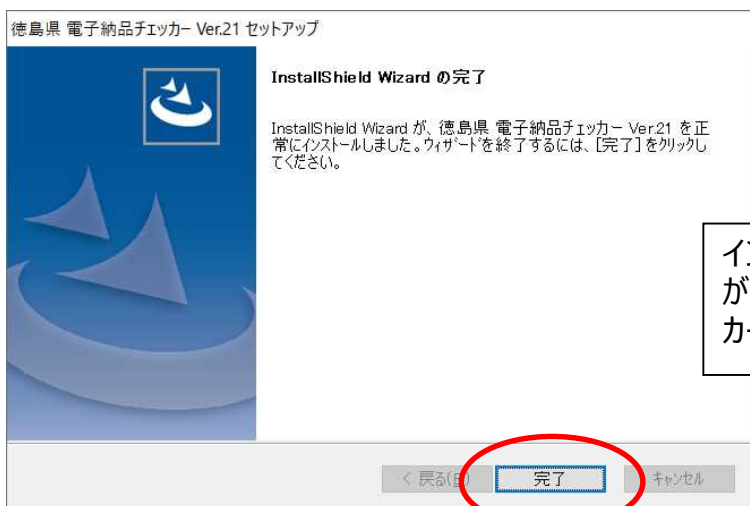 徳島県 電子納品チェッカー Ver.21 セットアップ
InstallShield Wizard の完了
InstallShield Wizard が、徳島県 電子納品チェッカー Ver.21 を正
常にインストールしました。ウィザードを終了するには、[完了] をクリックし
てください。
が
< 戻る(B) 完了 キャンセル